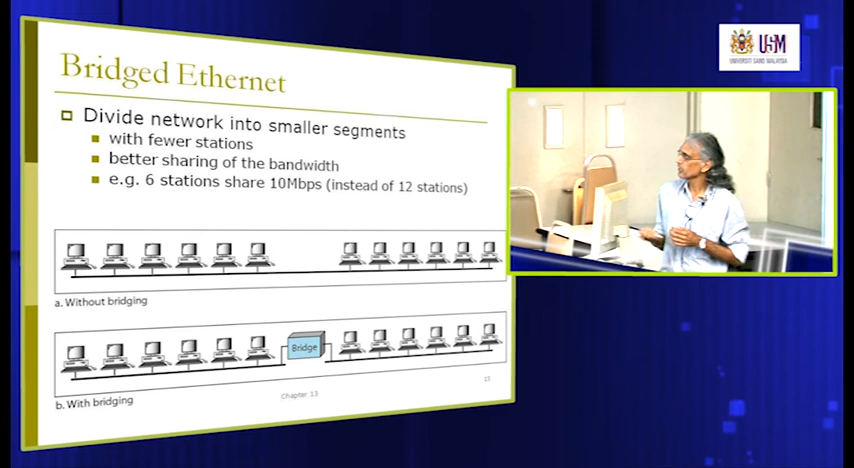 Bridged Ethernet
Divide network into smaller segments
with fewer stations
better sharing of the bandwidth
e.g. 6 stations share 10Mbps (instead of 12 stations)
a. Without bridging
Bridge
b. With bridging
Chapter 13
15
USM
UNIVERSITI SAINS MALAYSIA